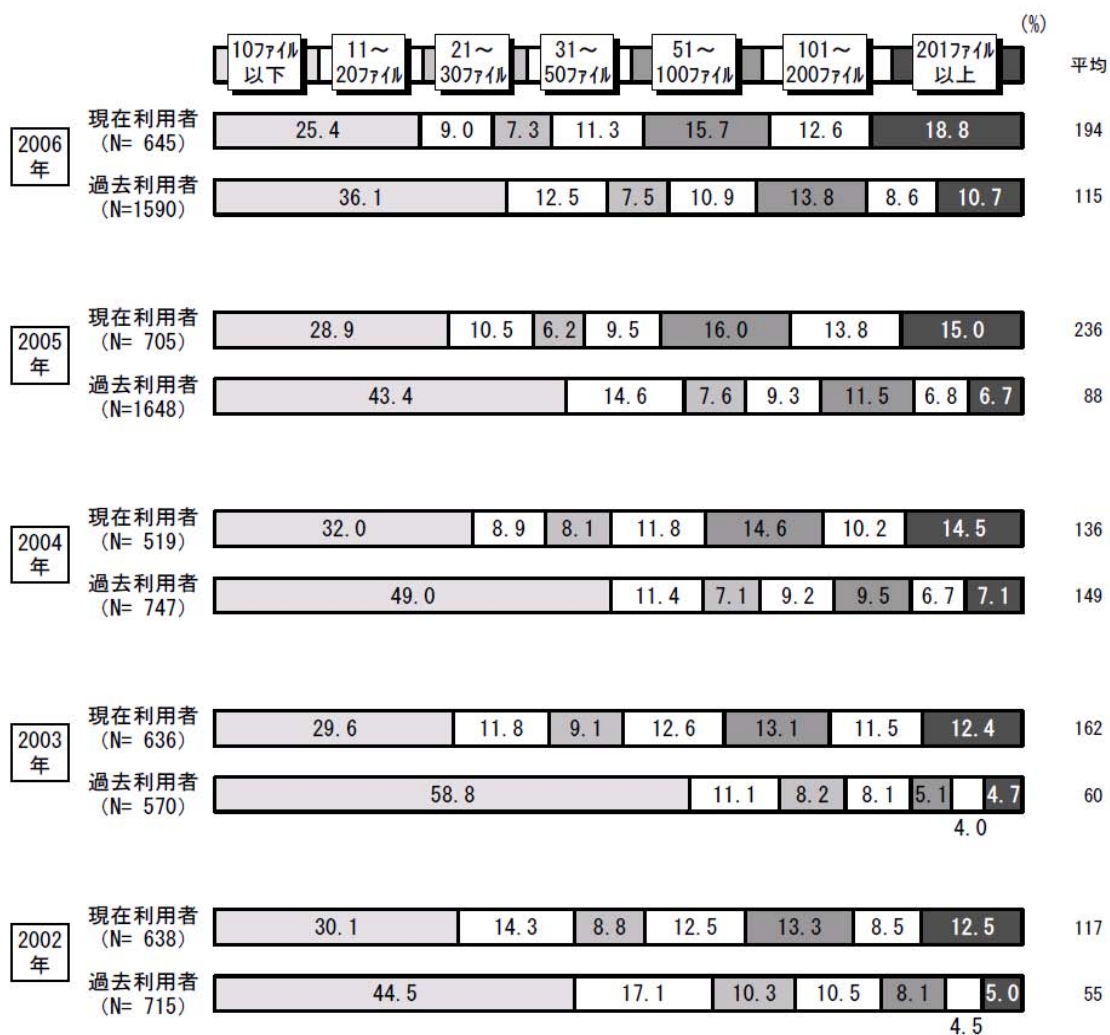 (%)
10ファイル以下 11～20ファイル 21～30ファイル 31～50ファイル 51～100ファイル 101～200ファイル 201ファイル以上 平均
2006年
現在利用者
(N= 645)
25.4 9.0 7.3 11.3 15.7 12.6 18.8 194
過去利用者
(N=1590)
36.1 12.5 7.5 10.9 13.8 8.6 10.7 115
2005年
現在利用者
(N= 705)
28.9 10.5 6.2 9.5 16.0 13.8 15.0 236
過去利用者
(N=1648)
43.4 14.6 7.6 9.3 11.5 6.8 6.7 88
2004年
現在利用者
(N= 519)
32.0 8.9 8.1 11.8 14.6 10.2 14.5 136
過去利用者
(N= 747)
49.0 11.4 7.1 9.2 9.5 6.7 7.1 149
2003年
現在利用者
(N= 636)
29.6 11.8 9.1 12.6 13.1 11.5 12.4 162
過去利用者
(N= 570)
58.8 11.1 8.2 8.1 5.1 4.7 60
4.0
2002年
現在利用者
(N= 638)
30.1 14.3 8.8 12.5 13.3 8.5 12.5 117
過去利用者
(N= 715)
44.5 17.1 10.3 10.5 8.1 5.0 55
4.5